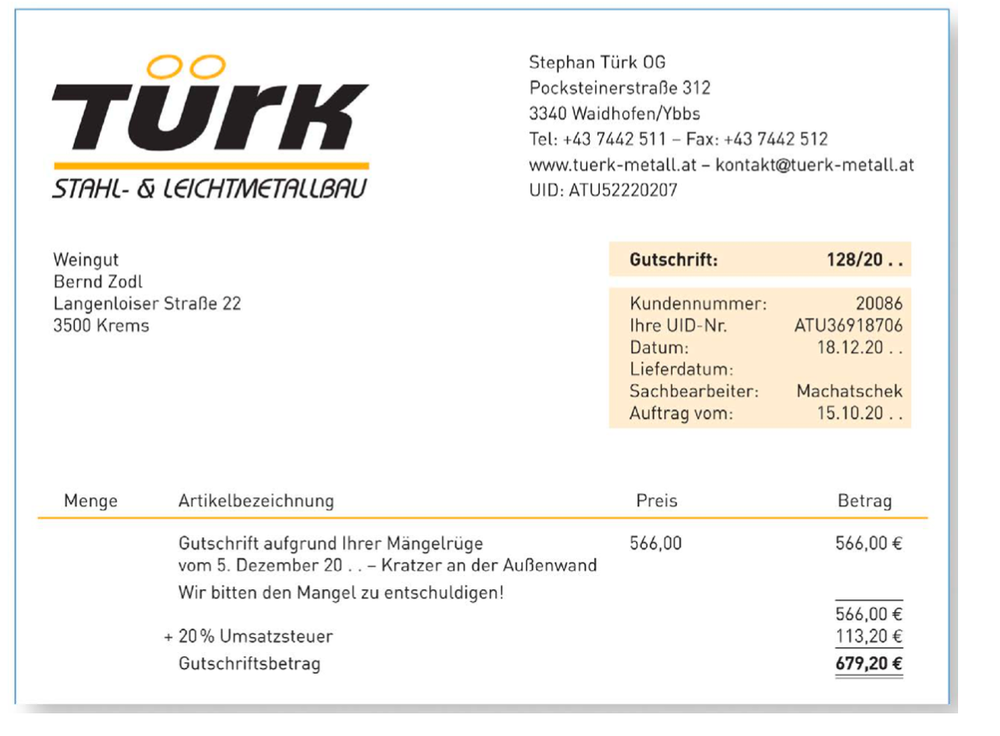 TÜRK
STAHL- & LEICHTMETALLBAU
Stephan Türk OG
Pocksteinerstraße 312
3340 Waidhofen/Ybbs
Tel: +43 7442 511 – Fax: +43 7442 512
www.tuerk-metall.at – kontakt@tuerk-metall.at
UID: ATU52220207
Weingut
Bernd Zodl
Langenloiser Straße 22
3500 Krems
Gutschrift: 128/20 . .
Kundennummer: 20086
Ihre UID-Nr. ATU36918706
Datum: 18.12.20 . .
Lieferdatum:
Sachbearbeiter: Machatschek
Auftrag vom: 15.10.20 . .
Menge Artikelbezeichnung Preis Betrag
Gutschrift aufgrund Ihrer Mängelrüge 566,00 566,00 €
vom 5. Dezember 20 . . – Kratzer an der Außenwand
Wir bitten den Mangel zu entschuldigen!
566,00 €
+ 20 % Umsatzsteuer 113,20 €
Gutschriftsbetrag 679,20 €